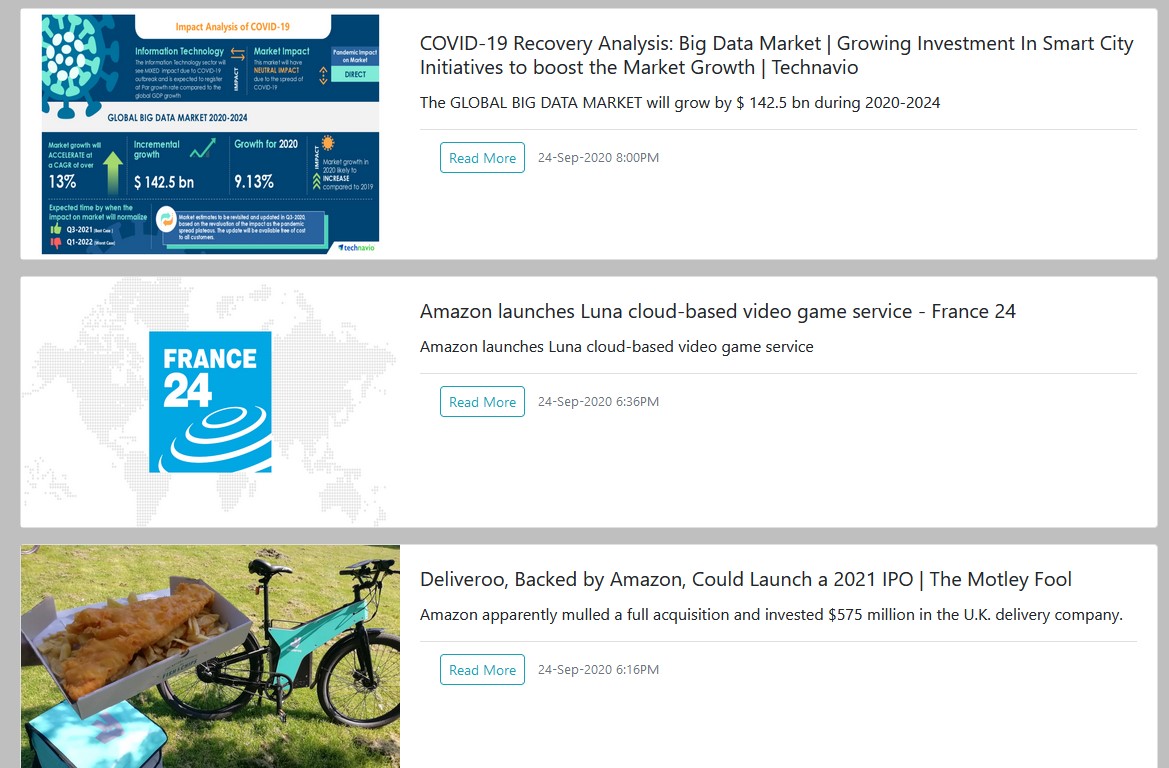 Impact Analysis of COVID-19
Information Technology
The Information Technology sector will
see MIXED impact due to COVID-19
outbreak and is expected to register
at Par growth rate compared to the
global GDP growth
IMPACT
Market Impact
This market will have
NEUTRAL IMPACT
due to the spread of
COVID-19
Pandemic Impact
on Market
DIRECT
GLOBAL BIG DATA MARKET 2020-2024
Market growth will
ACCELERATE at
a CAGR of over
13%
Incremental
growth
$ 142.5 bn
Growth for 2020
9.13%
IMPACT
Market growth in
2020 likely to
INCREASE
compared to 2019
Expected time by when the
impact on market will normalize
Q3-2021 (Best Case)
Q1-2022 (Worst Case)
Market estimates to be revisited and updated in Q3-2020,
based on the revaluation of the impact as the pandemic
spread plateaus. The update will be available free of cost
to all customers.
technavio
COVID-19 Recovery Analysis: Big Data Market | Growing Investment In Smart City
Initiatives to boost the Market Growth | Technavio
The GLOBAL BIG DATA MARKET will grow by $ 142.5 bn during 2020-2024
Read More 24-Sep-2020 8:00PM
FRANCE
24
Amazon launches Luna cloud-based video game service - France 24
Amazon launches Luna cloud-based video game service
Read More 24-Sep-2020 6:36PM
Deliveroo, Backed by Amazon, Could Launch a 2021 IPO | The Motley Fool
Amazon apparently mulled a full acquisition and invested $575 million in the U.K. delivery company.
Read More 24-Sep-2020 6:16PM